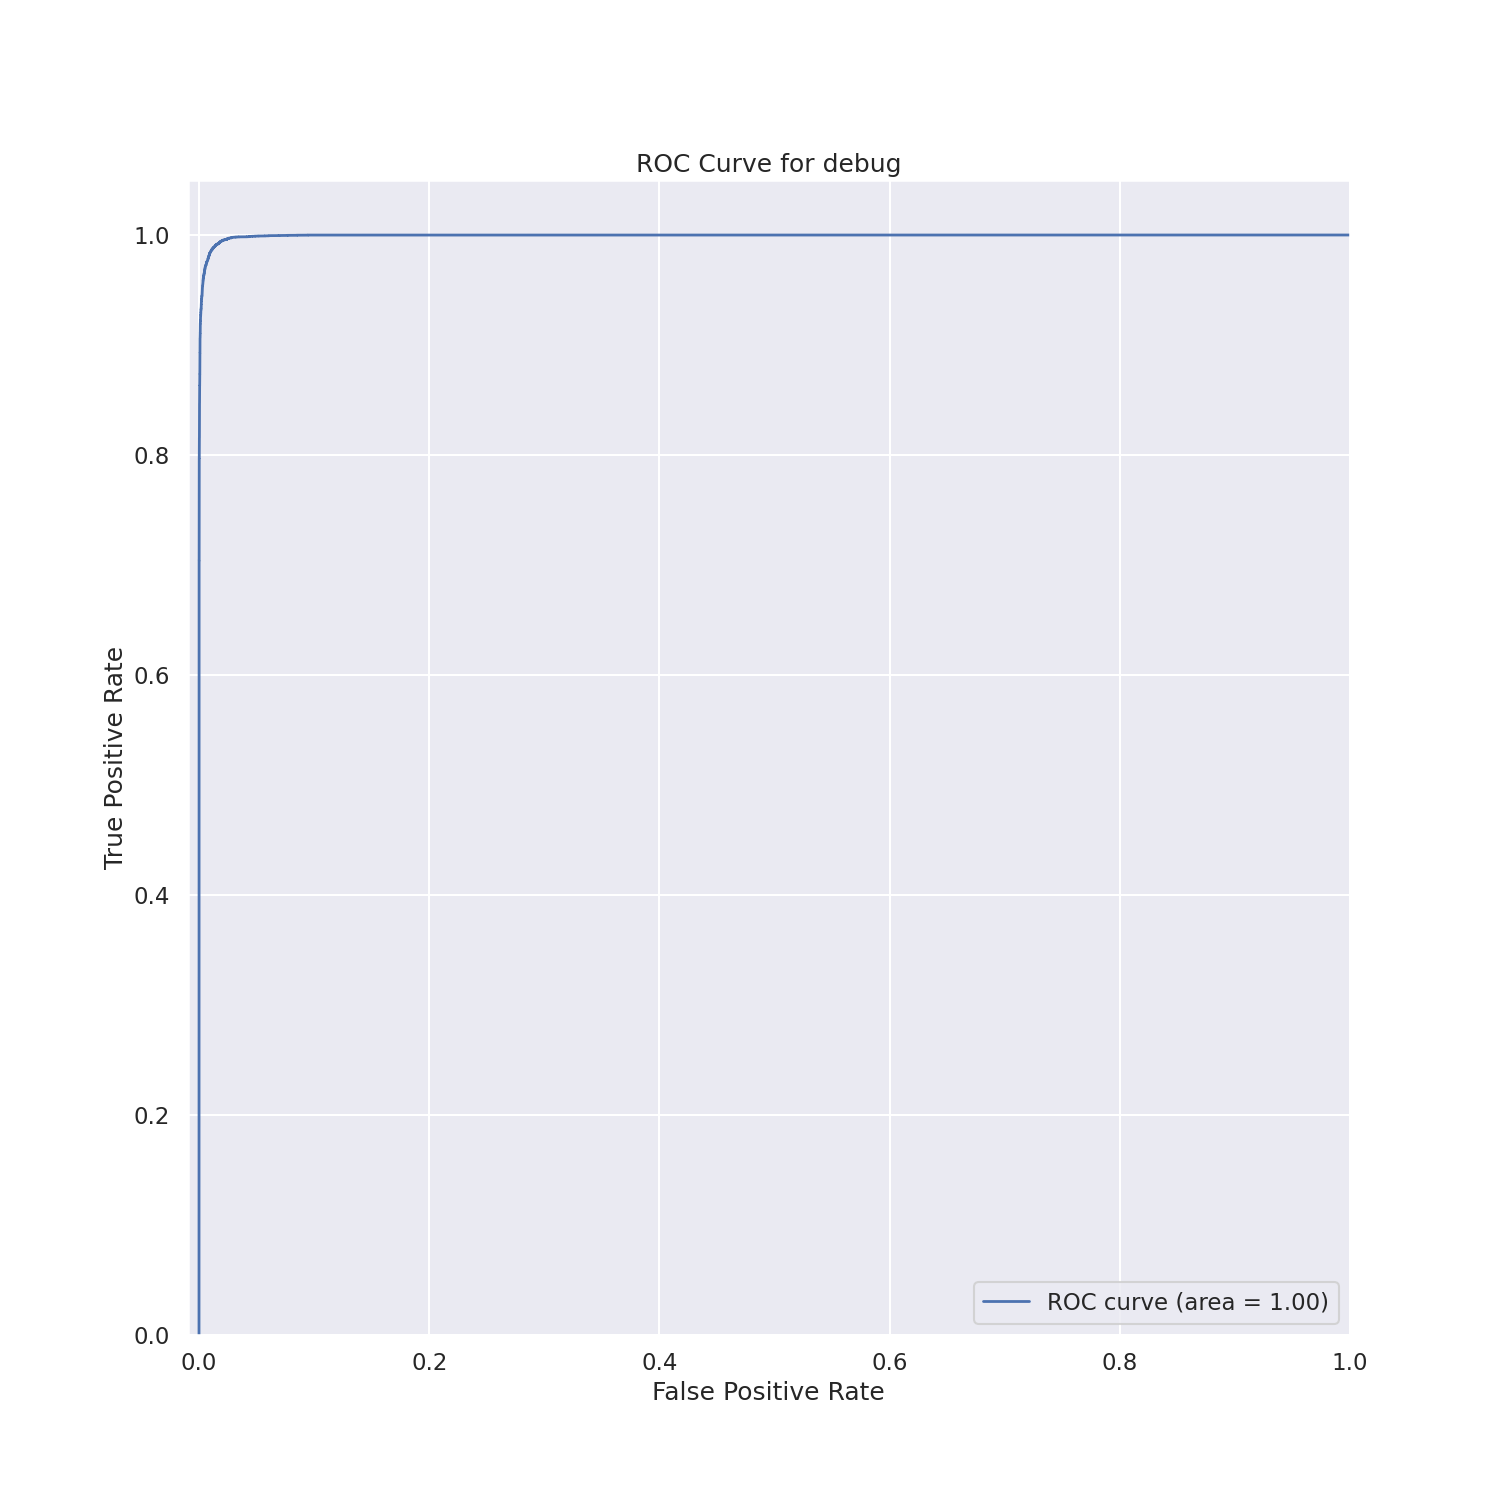 ROC Curve for debug
1.0
0.8
0.6
0.4
0.2
0.0
True Positive Rate
0.0 0.2 0.4 0.6 0.8 1.0
False Positive Rate
ROC curve (area = 1.00)